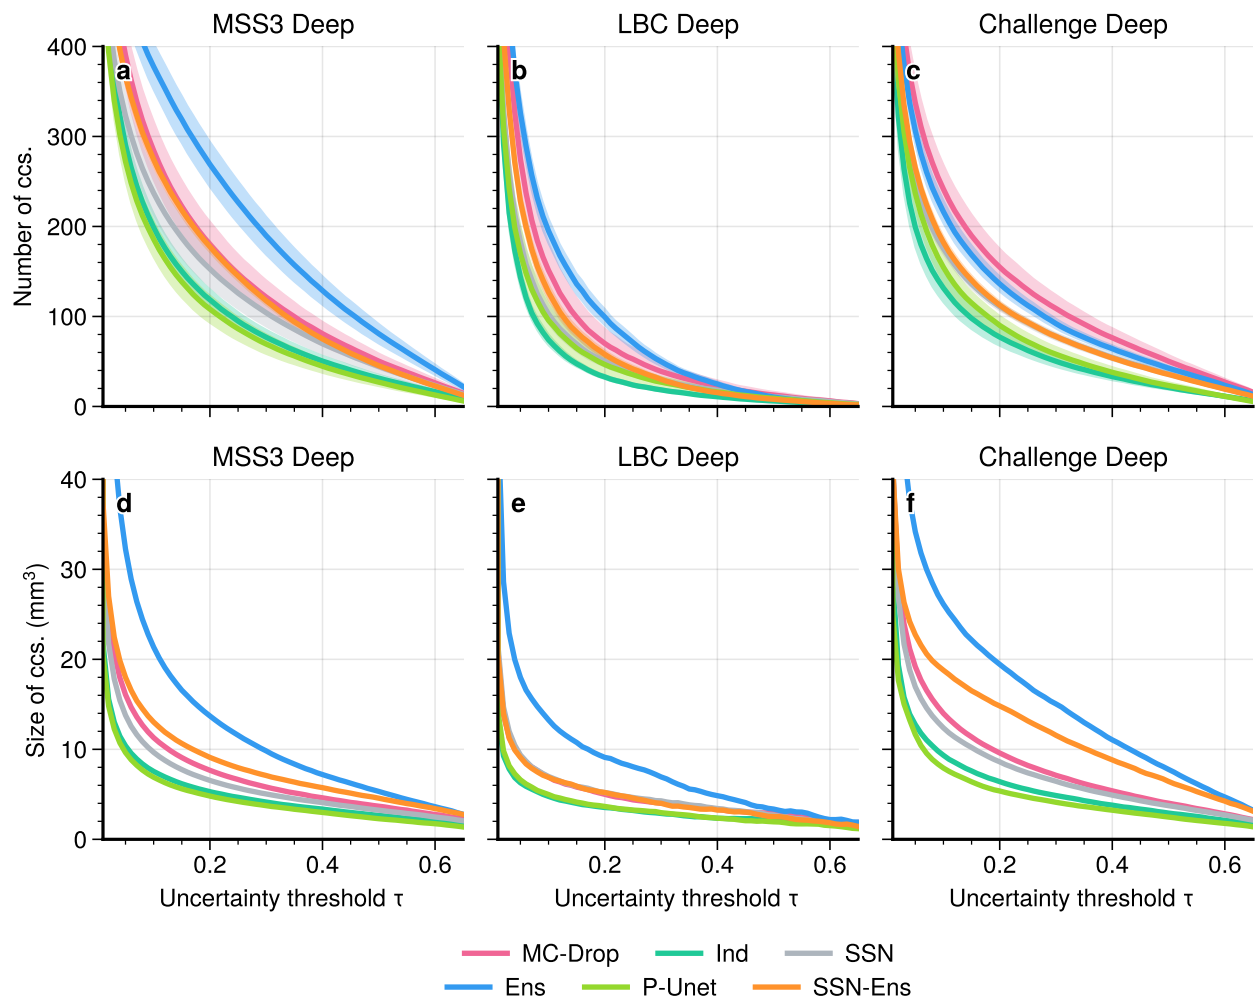 MSS3 Deep LBC Deep Challenge Deep
400
a b c
300
Number of ccs.
200
100
0
MSS3 Deep LBC Deep Challenge Deep
40
d e f
30
Size of ccs. (mm³)
20
10
0
0.2 0.4 0.6 0.2 0.4 0.6 0.2 0.4 0.6
Uncertainty threshold τ Uncertainty threshold τ Uncertainty threshold τ
MC-Drop Ind SSN
Ens P-Unet SSN-Ens